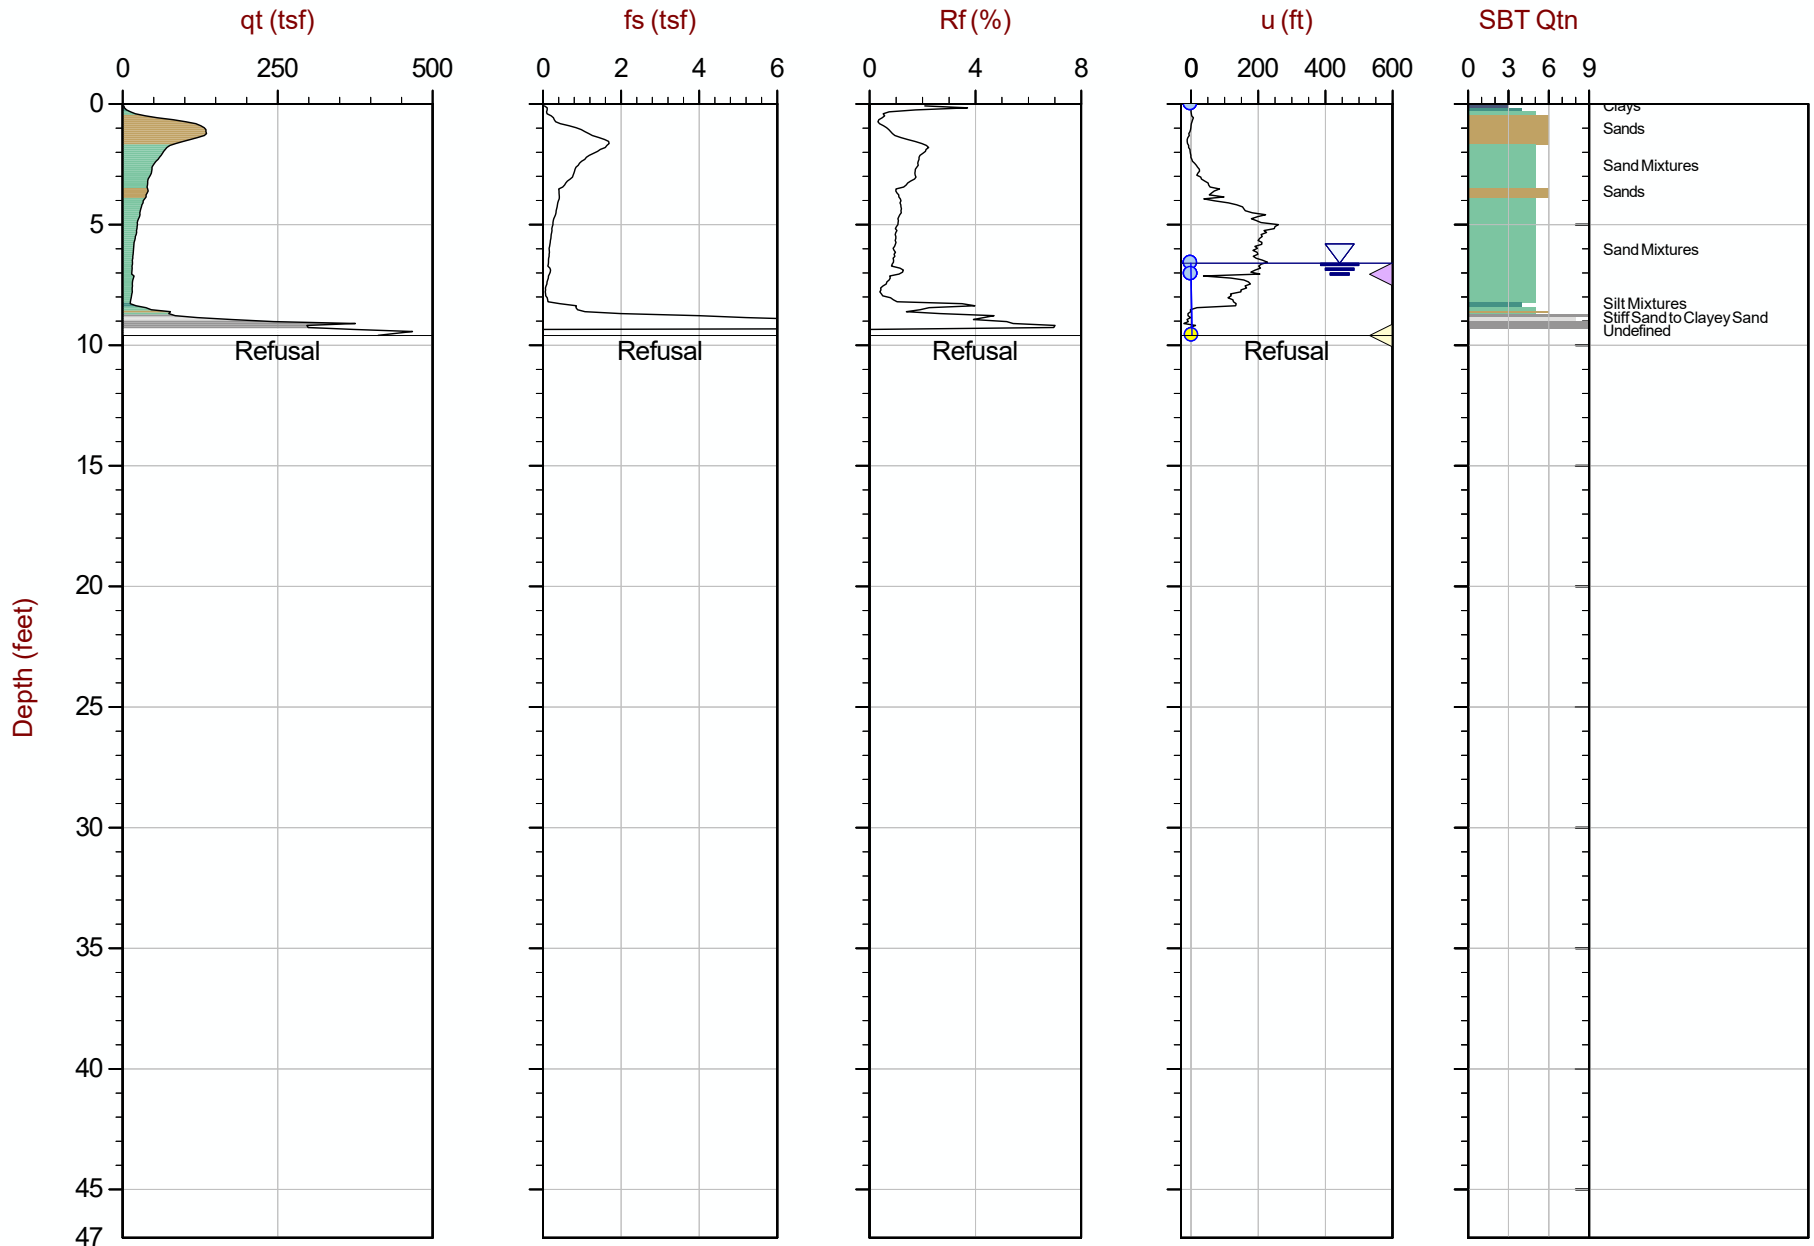 qt (tsf) fs (tsf) Rf (%) u (ft) SBT Qtn
0 250 500 0 2 4 6 0 4 8 0 200 400 600 0 3 6 9
0
Clays
Sands
Sand Mixtures
Sands
5
Sand Mixtures
Silt Mixtures
Stiff Sand to Clayey Sand
Undefined
10
Refusal Refusal Refusal Refusal
15
20
Depth (feet)
25
30
35
40
45
47